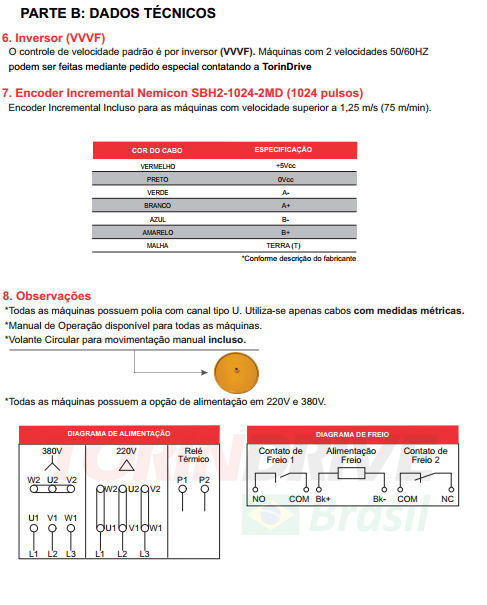 PARTE B: DADOS TÉCNICOS
6. Inversor (VVVF)
O controle de velocidade padrão é por inversor (VVVF). Máquinas com 2 velocidades 50/60HZ
podem ser feitas mediante pedido especial contatando a TorinDrive
7. Encoder Incremental Nemicon SBH2-1024-2MD (1024 pulsos)
Encoder Incremental Incluso para as máquinas com velocidade superior a 1,25 m/s (75 m/min).
COR DO CABO ESPECIFICAÇÃO
VERMELHO +5Vcc
PRETO 0Vcc
VERDE A-
BRANCO A+
AZUL B-
AMARELO B+
MALHA TERRA (T)
*Conforme descrição do fabricante
8. Observações
*Todas as máquinas possuem polia com canal tipo U. Utiliza-se apenas cabos com medidas métricas.
*Manual de Operação disponível para todas as máquinas.
*Volante Circular para movimentação manual incluso.
*Todas as máquinas possuem a opção de alimentação em 220V e 380V.
DIAGRAMA DE ALIMENTAÇÃO
380V 220V Relé
Térmico
W2 U2 V2 W2 U2 V2 P1 P2
U1 V1 W1 U1 V1 W1
L1 L2 L3 L1 L2 L3
DIAGRAMA DE FREIO
Contato de Alimentação Contato de
Freio 1 Freio Freio 2
NO COM Bk+ Bk- COM NC
TORINDRIVE
Brasil